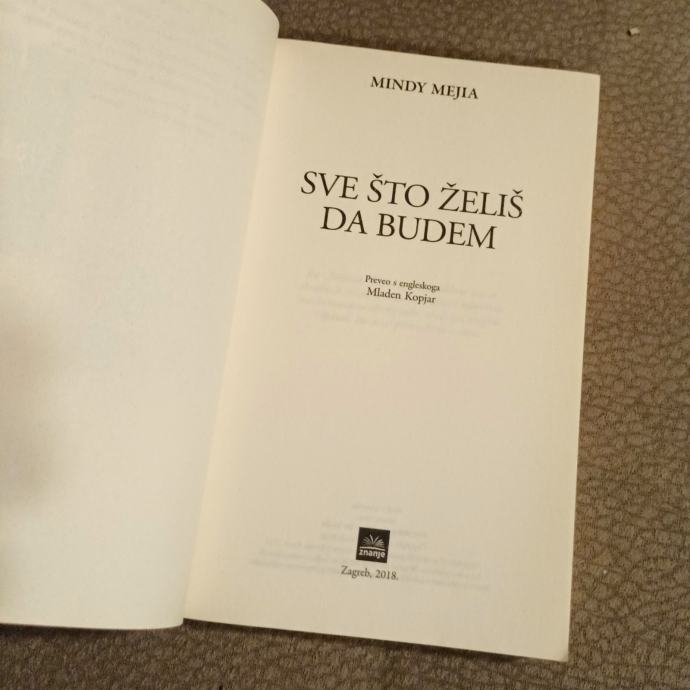 MINDY MEJIA
SVE ŠTO ŽELIŠ
DA BUDEM
Preveo s engleskoga
Mladen Kopjar
znanje
Zagreb, 2018.